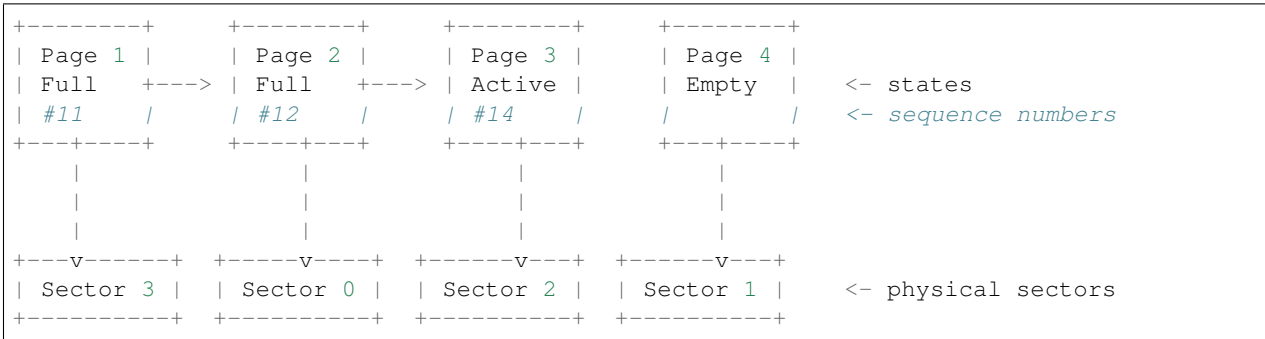 +--------+       +--------+       +--------+       +--------+
| Page 1 |       | Page 2 |       | Page 3 |       | Page 4 |
| Full   +---> | Full   +---> | Active |       | Empty  |    <- states
| #11    |       | #12    |       | #14    |       |        |    <- sequence numbers
+---+----+       +----+---+       +----+---+       +---+----+
    |                 |                |               |
    |                 |                |               |
    |                 |                |               |
+---v------+   +-----v----+   +------v---+   +------v---+
| Sector 3 |   | Sector 0 |   | Sector 2 |   | Sector 1 |    <- physical sectors
+----------+   +----------+   +----------+   +----------+